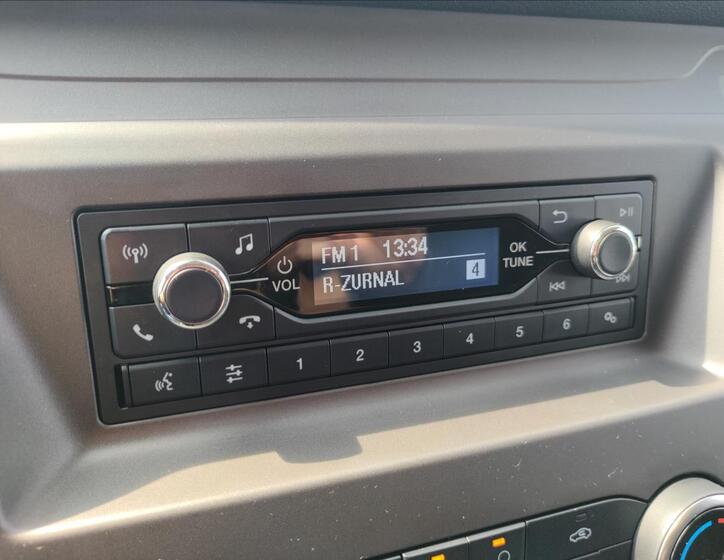 FM 1 13:34
R-ZURNAL 4
VOL
OK
TUNE
1 2 3 4 5 6